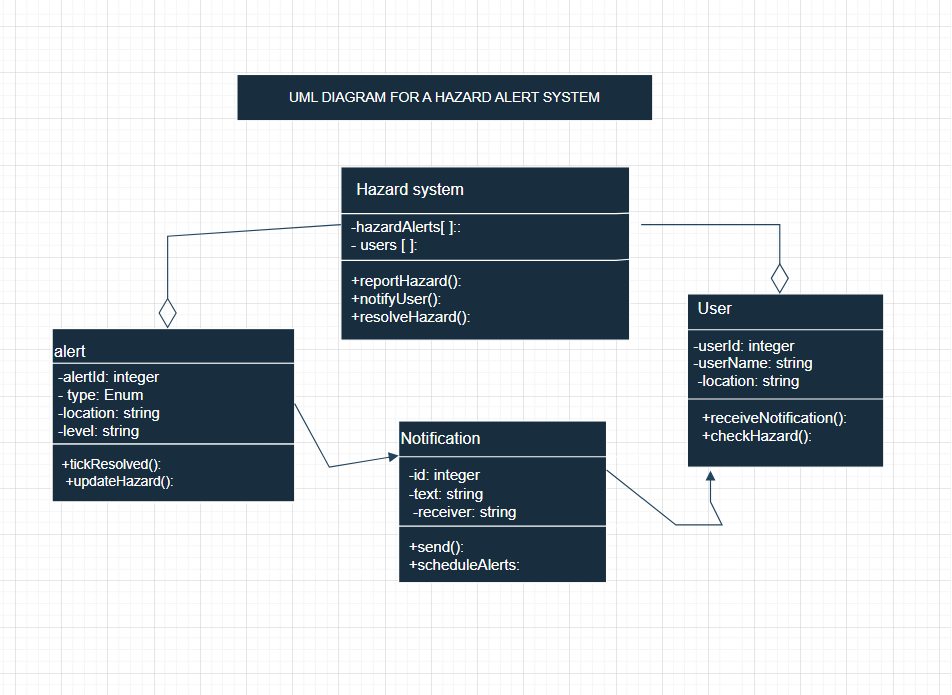 UML DIAGRAM FOR A HAZARD ALERT SYSTEM
Hazard system
-hazardAlerts[ ]::
- users [ ]:
+reportHazard():
+notifyUser():
+resolveHazard():
alert
-alertId: integer
- type: Enum
-location: string
-level: string
+tickResolved():
+updateHazard():
Notification
-id: integer
-text: string
-receiver: string
+send():
+scheduleAlerts:
User
-userId: integer
-userName: string
-location: string
+receiveNotification():
+checkHazard():